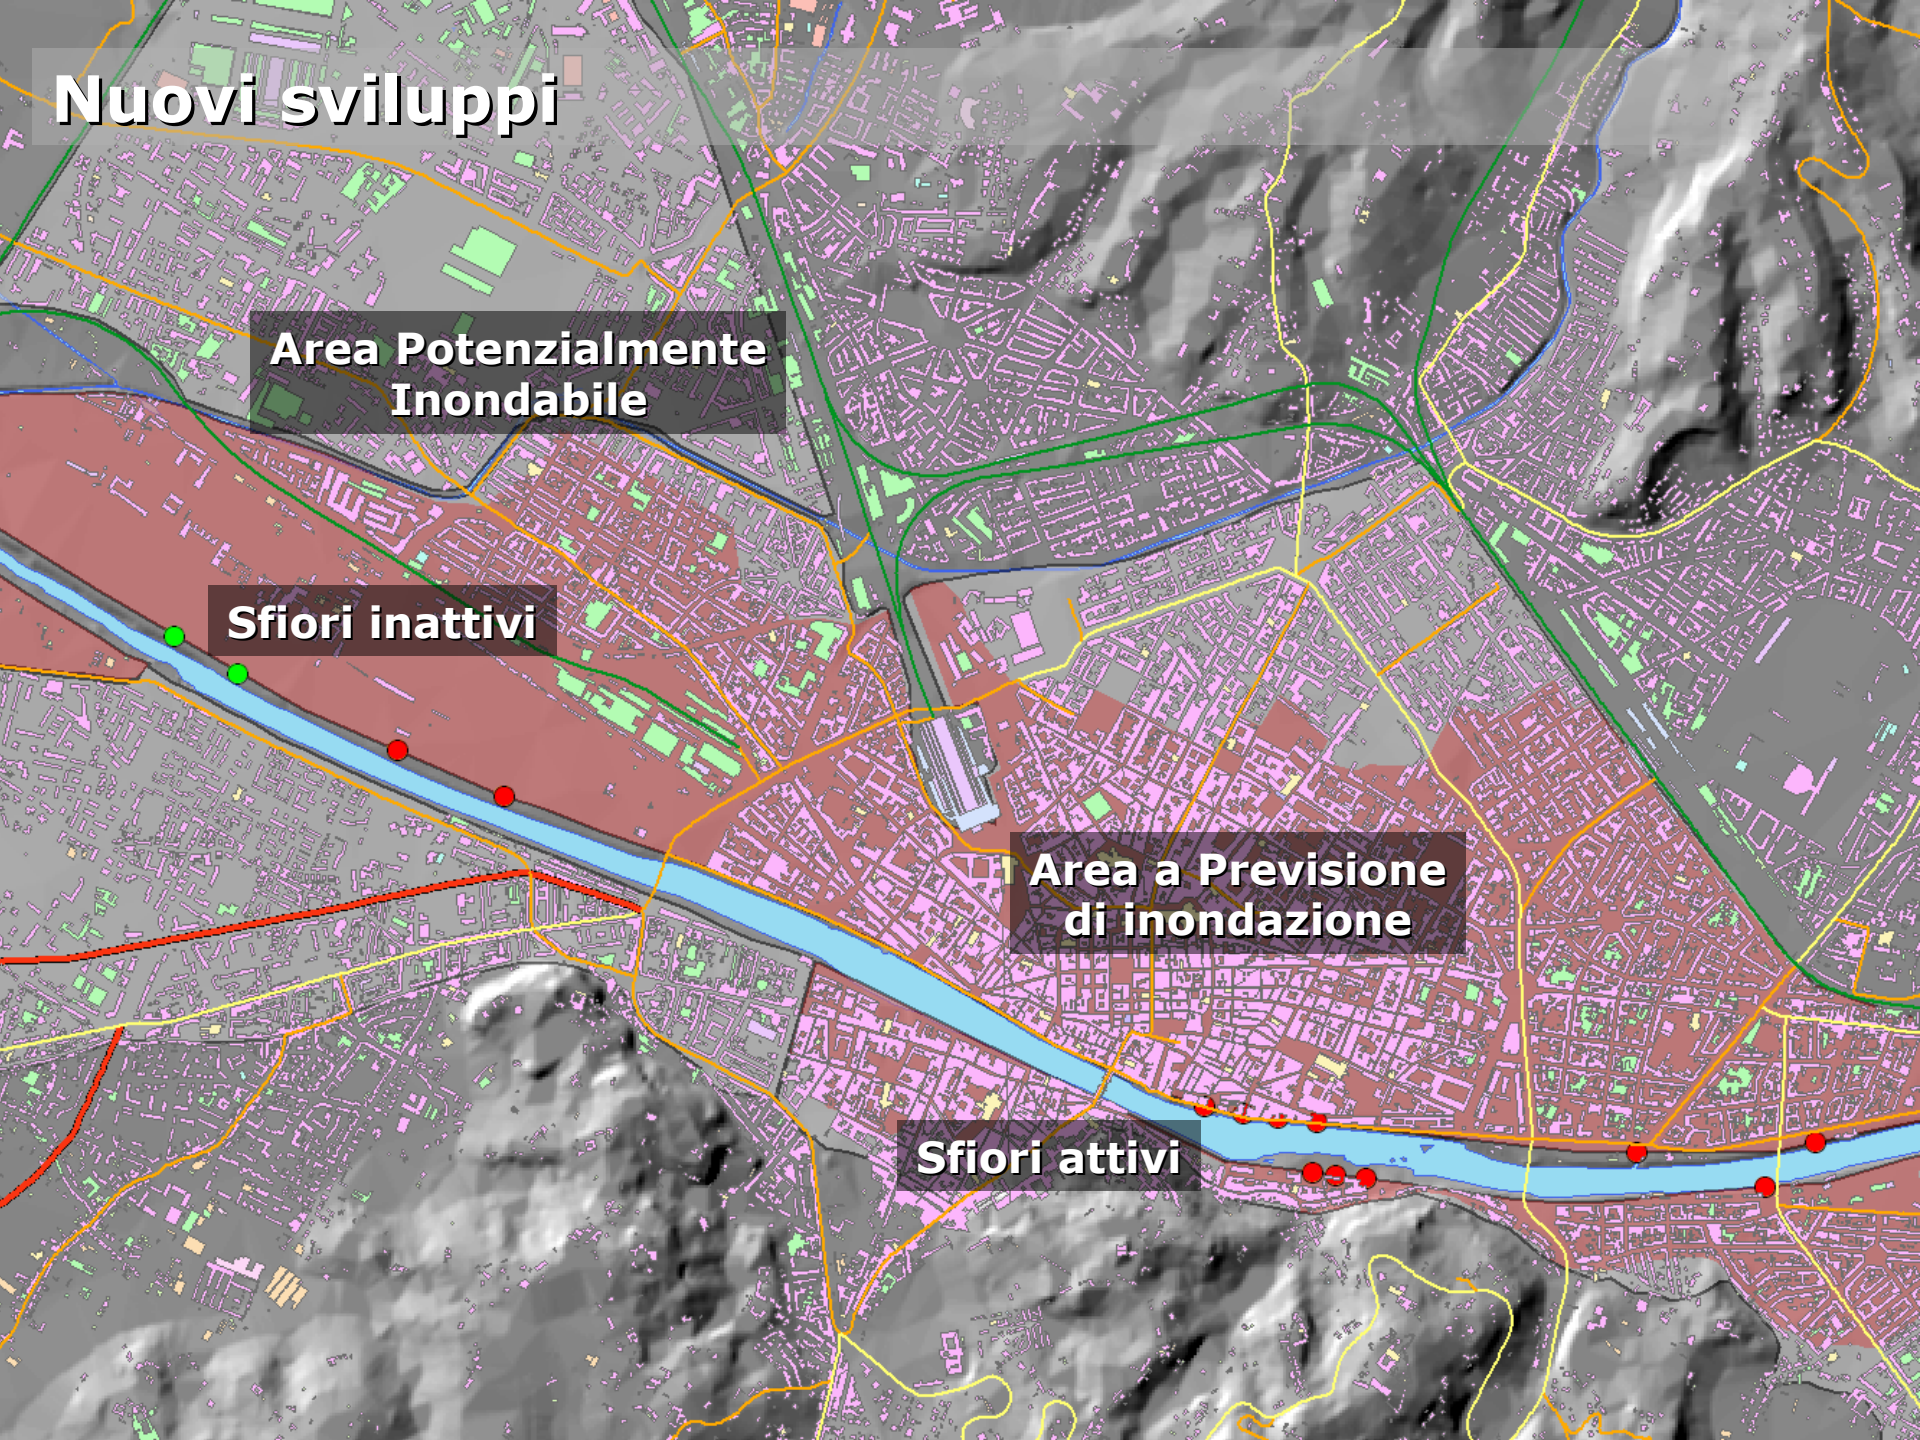 Nuovi sviluppi
Area Potenzialmente
Inondabile
Sfiori inattivi
Area a Previsione
di inondazione
Sfiori attivi